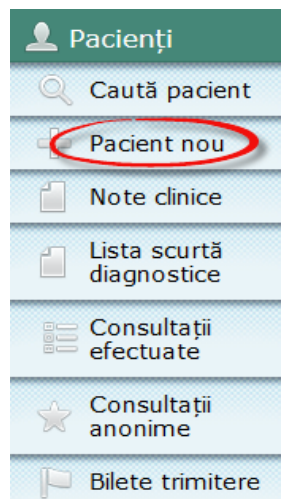 Pacienți
Caută pacient
Pacient nou
Note clinice
Lista scurtă
diagnostice
Consultații
efectuate
Consultații
anonime
Bilete trimitere